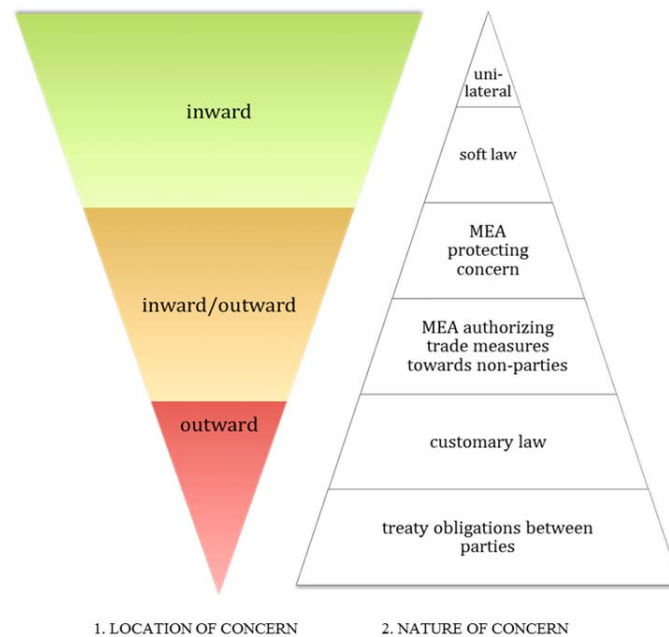 inward
inward/outward
outward
uni-
lateral
soft law
MEA
protecting
concern
MEA authorizing
trade measures
towards non-parties
customary law
treaty obligations between
parties
1. LOCATION OF CONCERN
2. NATURE OF CONCERN